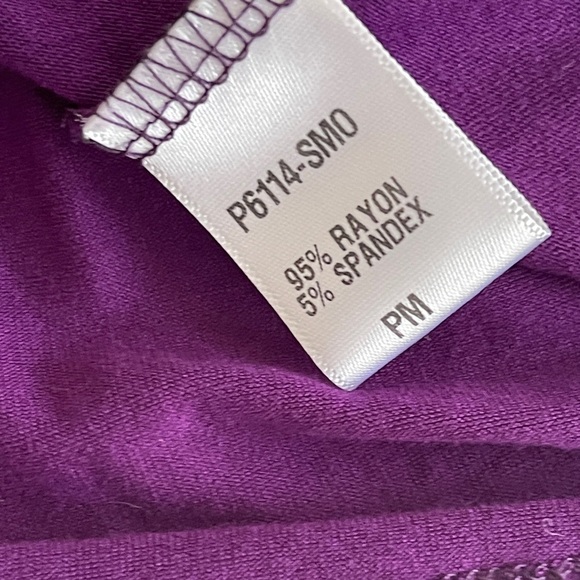 P6114-SMO
95% RAYON
5% SPANDEX
PM